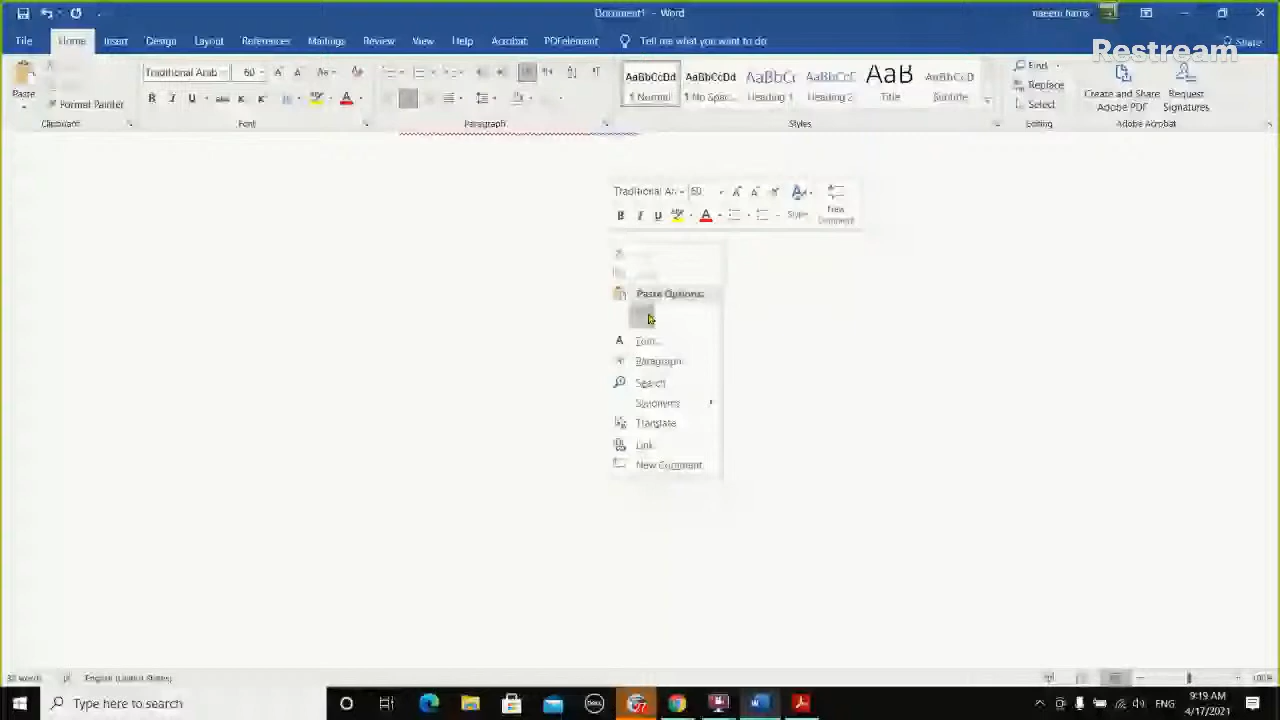 Document1 - Word
naeem harris
File Home Insert Design Layout References Mailings Review View Help Acrobat PDFelement Tell me what you want to do Share
Restream
Paste
Format Painter
Clipboard
Traditional Arab 60
Font
Paragraph
AaBbCcDd AaBbCcDd AaBbCc AaBbCcC AaB AaBbCcD
¶ Normal ¶ No Spac... Heading 1 Heading 2 Title Subtitle
Styles
Find
Replace
Select
Editing
Create and Share Adobe PDF
Request Signatures
Adobe Acrobat
Traditional Ar 60
B I U Styles New Comment
Paste Options:
Font...
Paragraph
Search
Synonyms
Translate
Link
New Comment
words English (United States) 100%
Type here to search
ENG
9:19 AM
4/17/2021